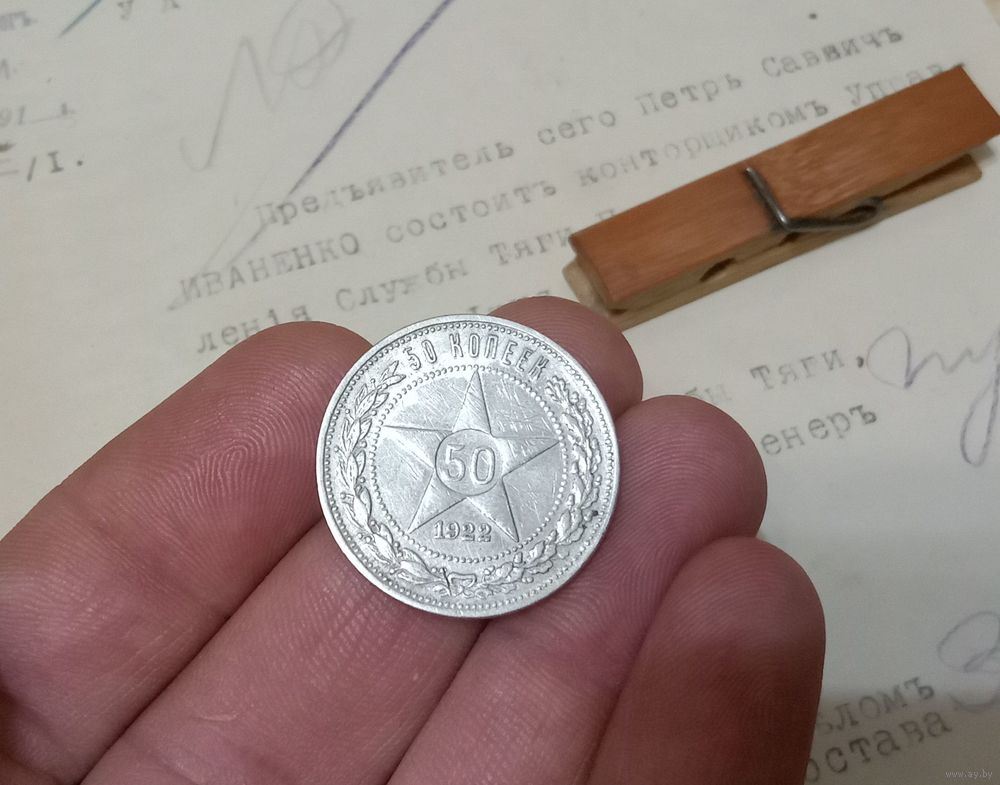 91
/I.
Предъявитель сего Петръ Саввичъ
ИВАНЕНКО состоитъ конторщикомъ Управ-
ленія Службы Тяги
Тяги,
енеръ
ломъ
остава
50 КОПЕЕК
50
1922
www.ay.by